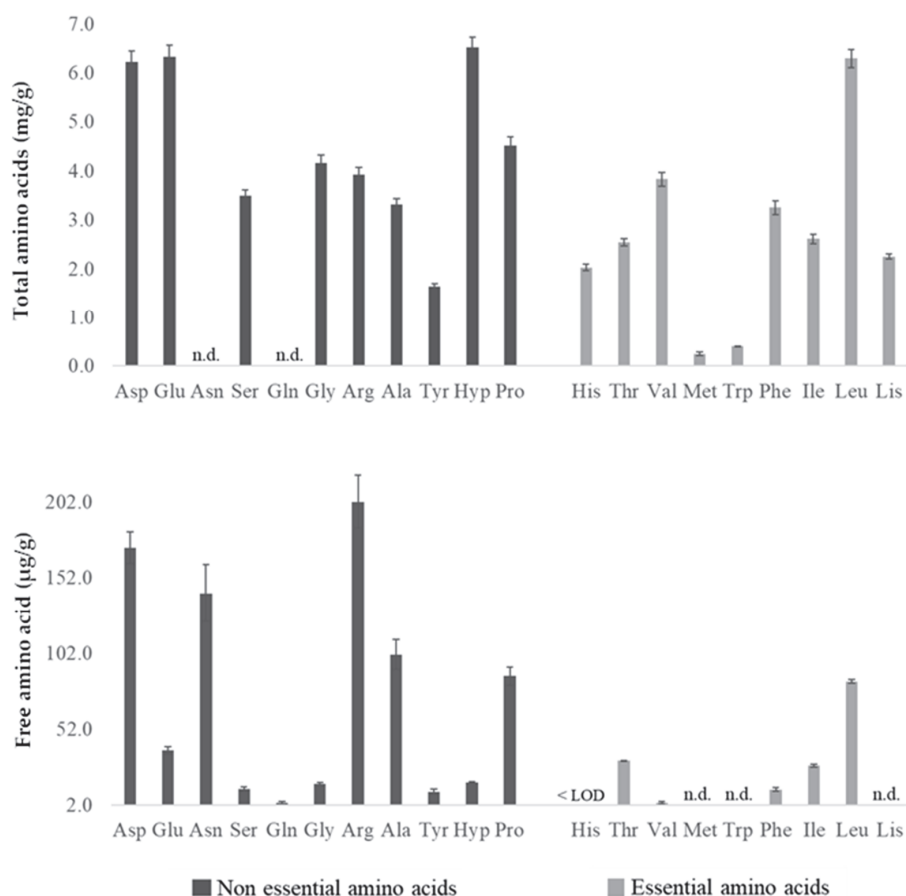 Total amino acids (mg/g)
7.0
6.0
5.0
4.0
3.0
2.0
1.0
0.0
n.d.
n.d.
Asp Glu Asn Ser Gln Gly Arg Ala Tyr Hyp Pro
His Thr Val Met Trp Phe Ile Leu Lis
Free amino acid (µg/g)
202.0
152.0
102.0
52.0
2.0
< LOD
n.d.
n.d.
n.d.
Asp Glu Asn Ser Gln Gly Arg Ala Tyr Hyp Pro
His Thr Val Met Trp Phe Ile Leu Lis
Non essential amino acids
Essential amino acids